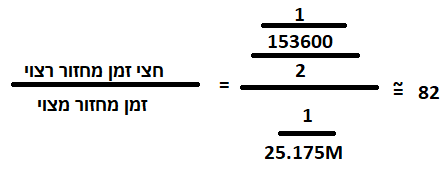 חצי זמן מחזור רצוי
זמן מחזור מצוי
=
1
153600
2
1
25.175M
≅ 82